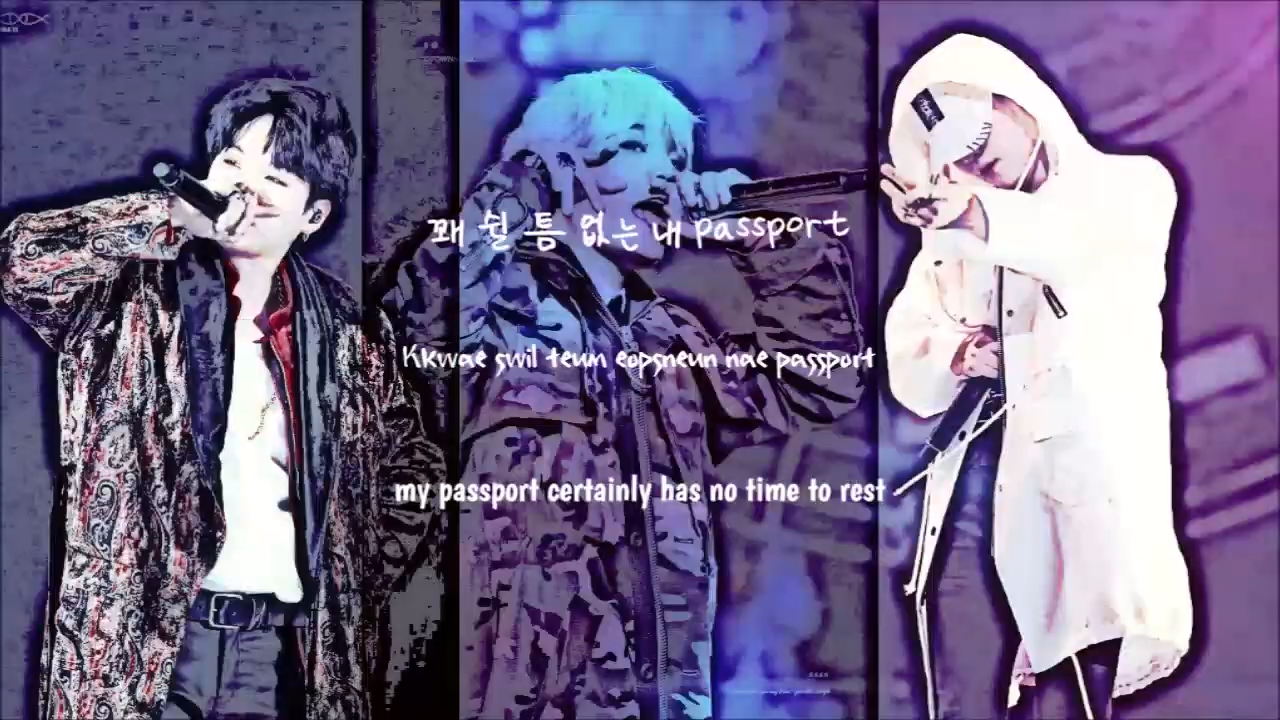 꽤 쉴 틈 없는 내 passport
Kkwae swil teum eopsneun nae passport
my passport certainly has no time to rest